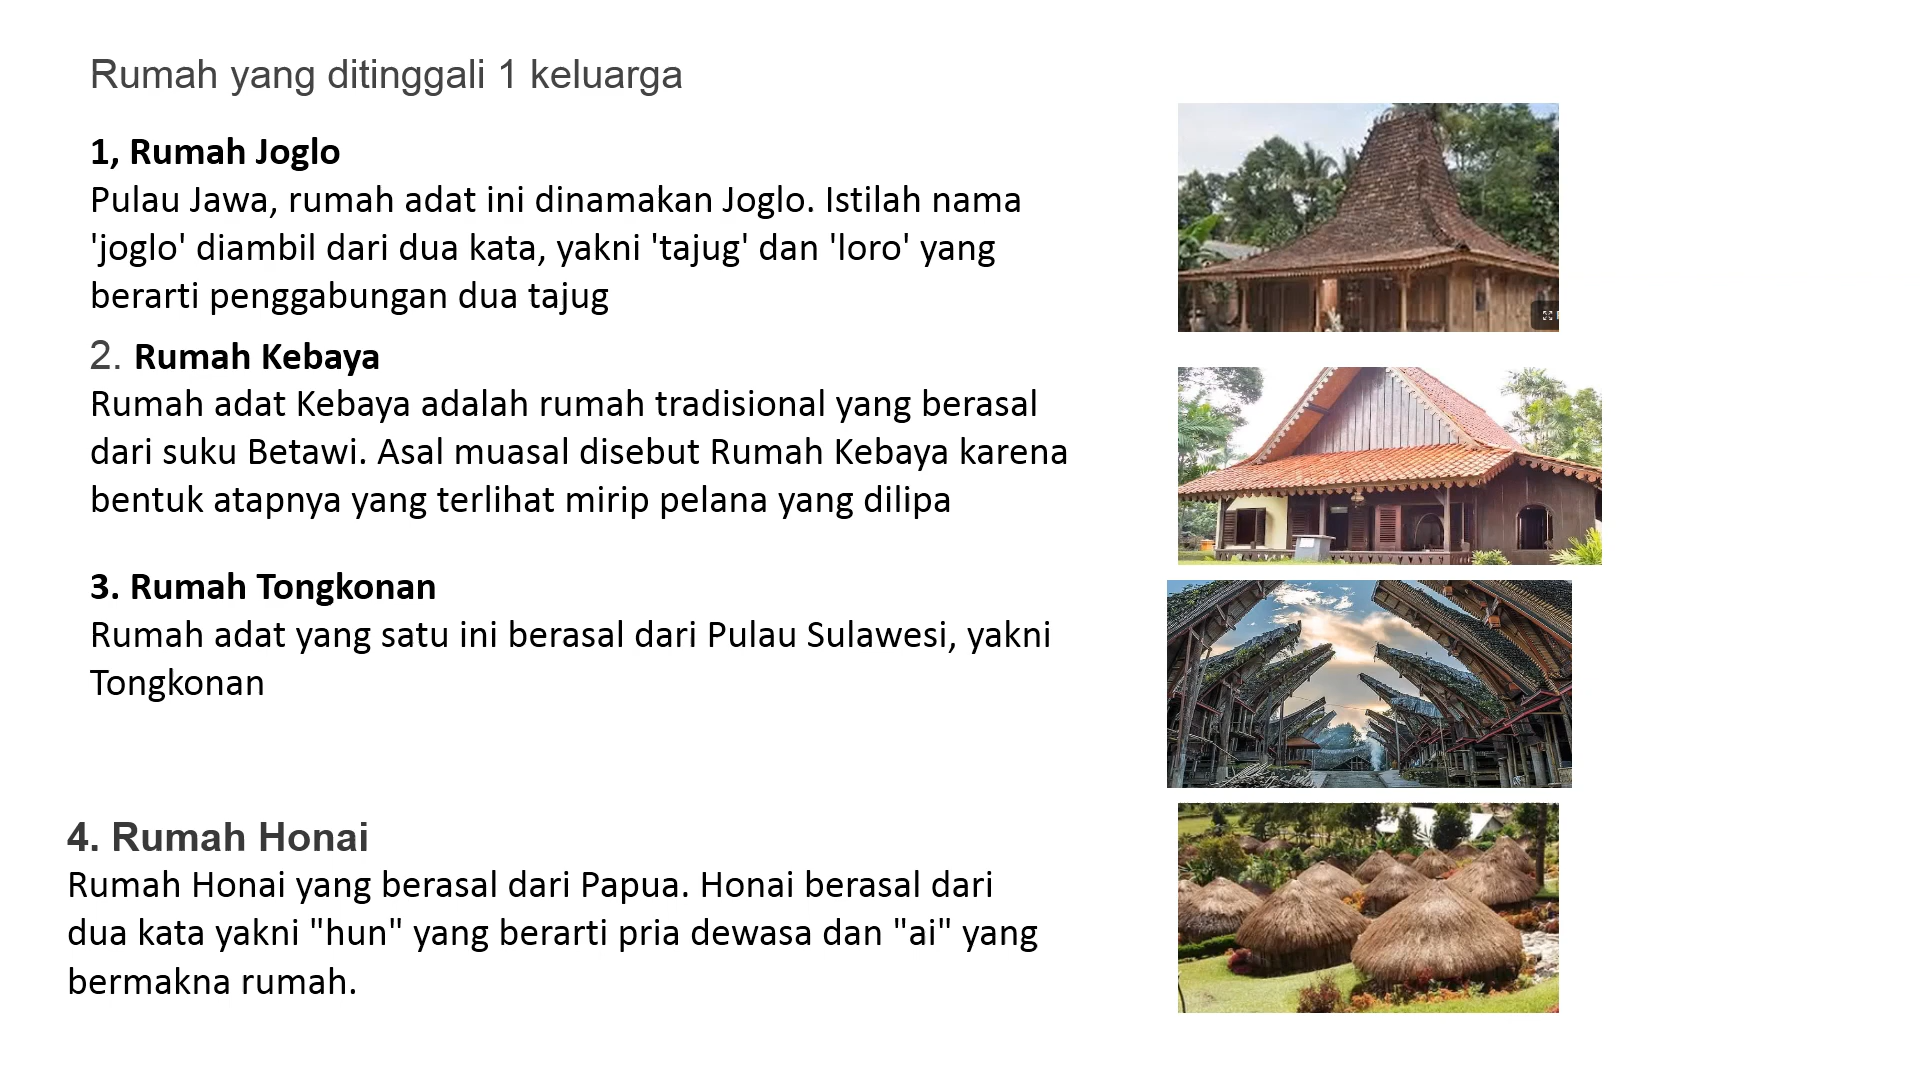 Rumah yang ditinggali 1 keluarga
1, Rumah Joglo
Pulau Jawa, rumah adat ini dinamakan Joglo. Istilah nama
'joglo' diambil dari dua kata, yakni 'tajug' dan 'loro' yang
berarti penggabungan dua tajug
2. Rumah Kebaya
Rumah adat Kebaya adalah rumah tradisional yang berasal
dari suku Betawi. Asal muasal disebut Rumah Kebaya karena
bentuk atapnya yang terlihat mirip pelana yang dilipa
3. Rumah Tongkonan
Rumah adat yang satu ini berasal dari Pulau Sulawesi, yakni
Tongkonan
4. Rumah Honai
Rumah Honai yang berasal dari Papua. Honai berasal dari
dua kata yakni "hun" yang berarti pria dewasa dan "ai" yang
bermakna rumah.